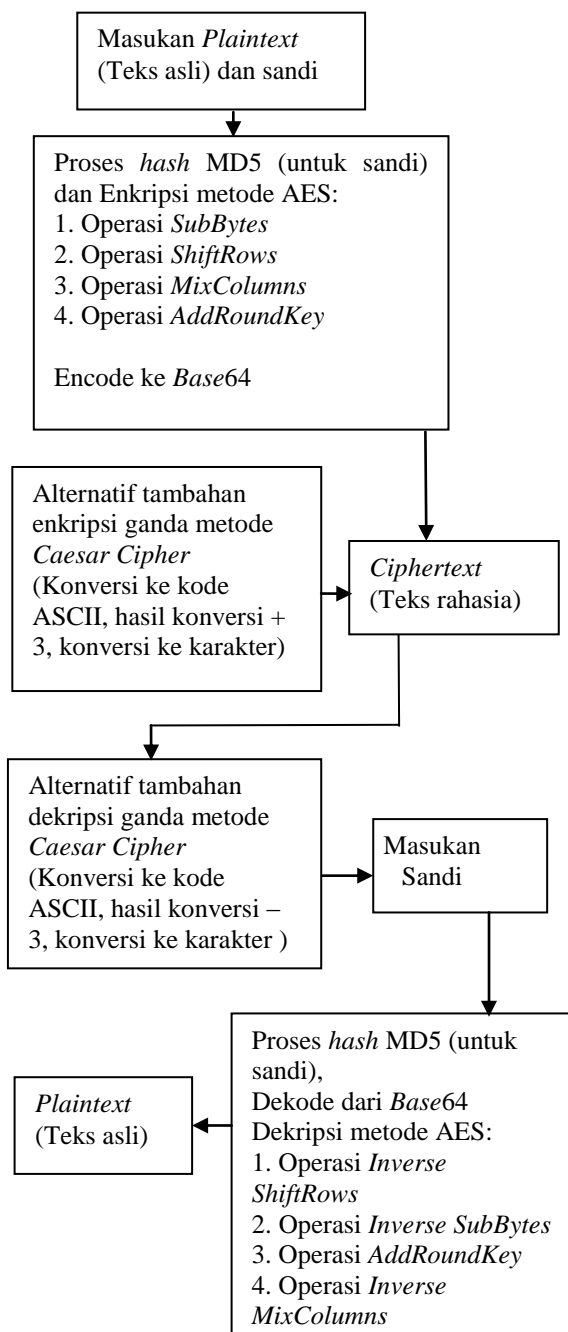 Masukan Plaintext
(Teks asli) dan sandi
Proses hash MD5 (untuk sandi)
dan Enkripsi metode AES:
1. Operasi SubBytes
2. Operasi ShiftRows
3. Operasi MixColumns
4. Operasi AddRoundKey
Encode ke Base64
Alternatif tambahan
enkripsi ganda metode
Caesar Cipher
(Konversi ke kode
ASCII, hasil konversi +
3, konversi ke karakter)
Ciphertext
(Teks rahasia)
Alternatif tambahan
dekripsi ganda metode
Caesar Cipher
(Konversi ke kode
ASCII, hasil konversi –
3, konversi ke karakter )
Masukan
Sandi
Proses hash MD5 (untuk
sandi),
Dekode dari Base64
Dekripsi metode AES:
1. Operasi Inverse
ShiftRows
2. Operasi Inverse SubBytes
3. Operasi AddRoundKey
4. Operasi Inverse
MixColumns
Plaintext
(Teks asli)